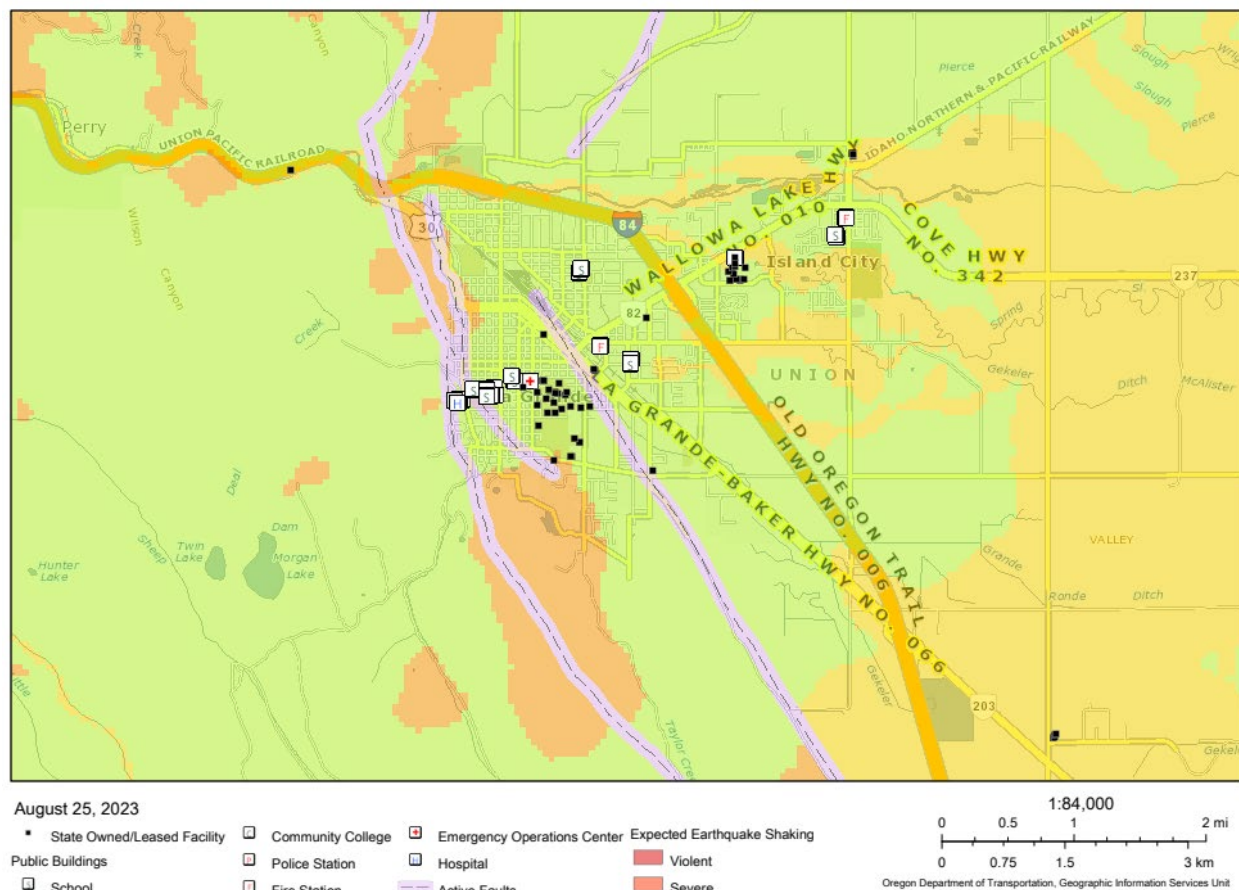 Creek
Canyon
Perry
UNION PACIFIC RAILROAD
Wilson
Canyon
30
84
IDAHO NORTHERN & PACIFIC RAILWAY
Pierce
Slough
Slough
Pierce
WALLOWA LAKE HWY
NO. 010
COVE HWY
NO. 342
Island City
237
82
Spring
Sl
Creek
Gekeler
Ditch
McAlister
UNION
a Grande
LA GRANDE-BAKER HWY NO. 066
OLD OREGON TRAIL
HWY NO. 006
Deal
Sheep
Dam
Twin
Lake
Morgan
Lake
Hunter
Lake
VALLEY
Grande
Ronde
Ditch
Gekeler
203
Taylor Creek
ittle
Gekele
S
S
S
S
S
F
F
S
H
August 25, 2023
State Owned/Leased Facility
Public Buildings
S School
C Community College
P Police Station
F Fire Station
Emergency Operations Center
H Hospital
Active Faults
Expected Earthquake Shaking
Violent
Severe
1:84,000
0 0.5 1 2 mi
0 0.75 1.5 3 km
Oregon Department of Transportation, Geographic Information Services Unit